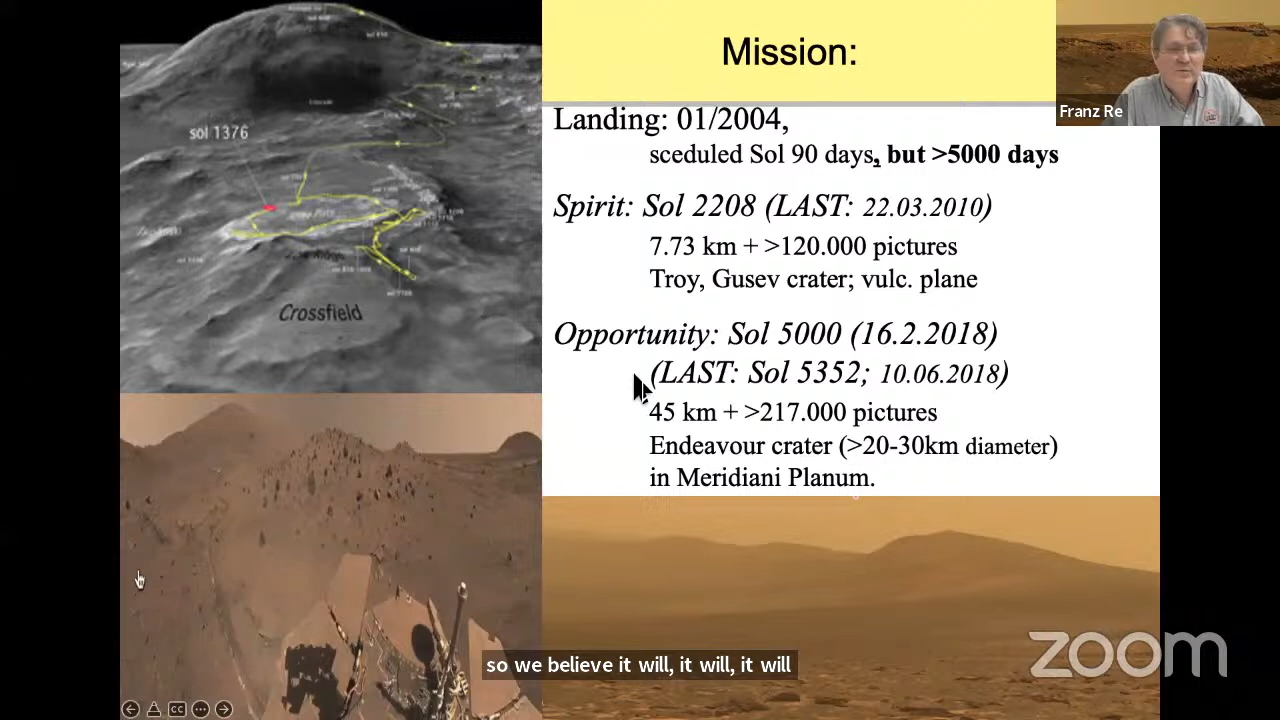 Mission:
Franz Re
Landing: 01/2004,
sceduled Sol 90 days, but >5000 days
Spirit: Sol 2208 (LAST: 22.03.2010)
7.73 km + >120.000 pictures
Troy, Gusev crater; vulc. plane
Opportunity: Sol 5000 (16.2.2018)
(LAST: Sol 5352; 10.06.2018)
45 km + >217.000 pictures
Endeavour crater (>20-30km diameter)
in Meridiani Planum.
sol 1376
Crossfield
so we believe it will, it will, it will
zoom
CC